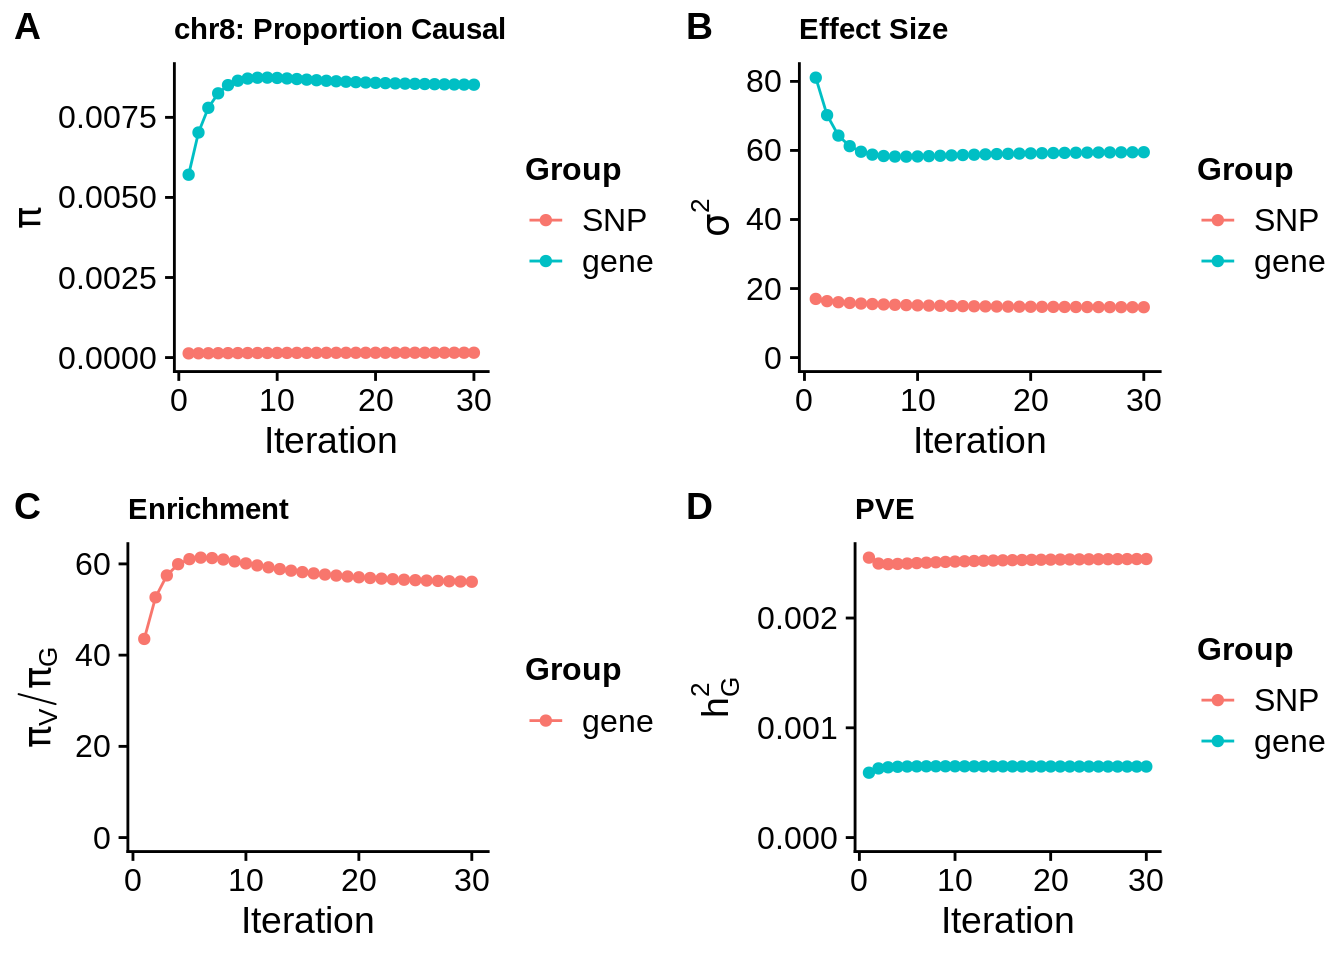 A
chr8: Proportion Causal
0.0075
0.0050
0.0025
0.0000
π
0 10 20 30
Iteration
Group
SNP
gene
B
Effect Size
80
60
40
20
0
σ²
0 10 20 30
Iteration
Group
SNP
gene
C
Enrichment
60
40
20
0
π_V/π_G
0 10 20 30
Iteration
Group
gene
D
PVE
0.002
0.001
0.000
h²_G
0 10 20 30
Iteration
Group
SNP
gene